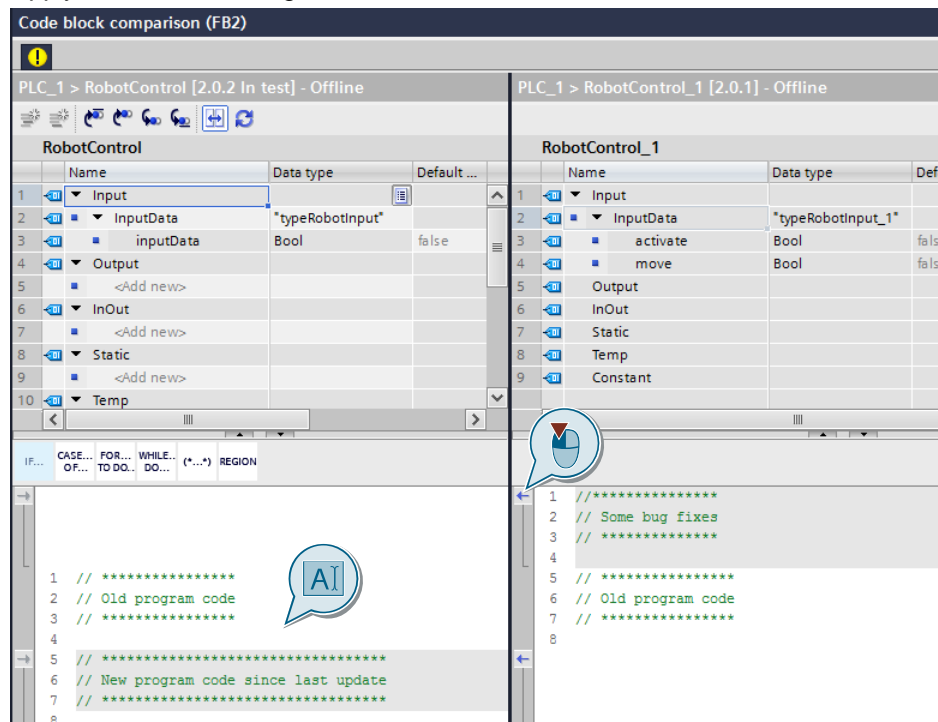 Code block comparison (FB2)
PLC_1 > RobotControl [2.0.2 In test] - Offline
RobotControl
Name Data type Default ...
1 Input
2 InputData "typeRobotInput"
3 inputData Bool false
4 Output
5 <Add new>
6 InOut
7 <Add new>
8 Static
9 <Add new>
10 Temp
IF... CASE... OF... FOR... TO DO.. WHILE.. DO... (*...*) REGION
1 // ****************
2 // Old program code
3 // ****************
4
5 // **********************************
6 // New program code since last update
7 // **********************************
8
AI
PLC_1 > RobotControl_1 [2.0.1] - Offline
RobotControl_1
Name Data type Def
1 Input
2 InputData "typeRobotInput_1"
3 activate Bool fals
4 move Bool fals
5 Output
6 InOut
7 Static
8 Temp
9 Constant
1 //***************
2 // Some bug fixes
3 // **************
4
5 // ****************
6 // Old program code
7 // ****************
8